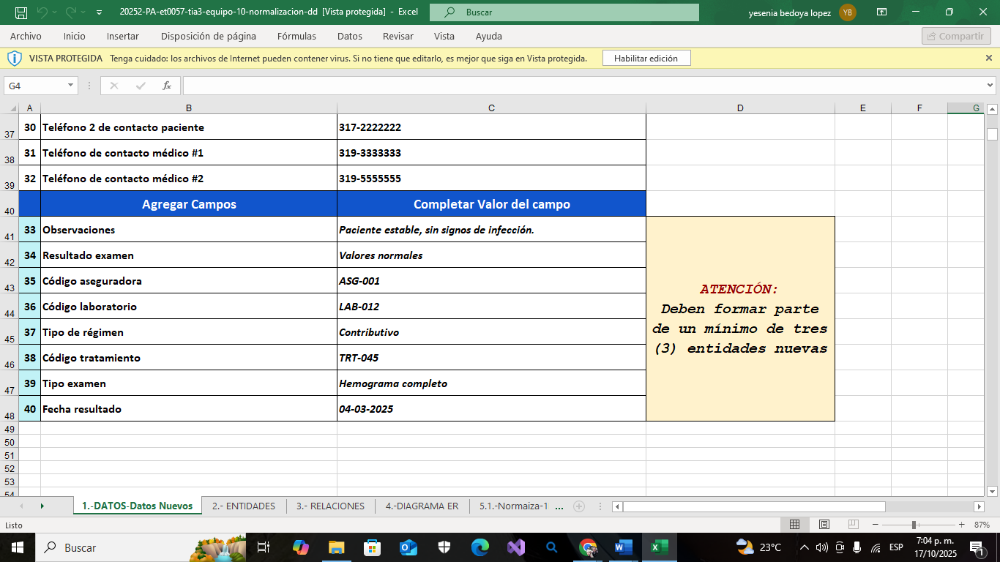 20252-PA-et0057-tia3-equipo-10-normalizacion-dd [Vista protegida] - Excel
Buscar
yesenia bedoya lopez
YB
Archivo Inicio Insertar Disposición de página Fórmulas Datos Revisar Vista Ayuda
Compartir
VISTA PROTEGIDA Tenga cuidado: los archivos de Internet pueden contener virus. Si no tiene que editarlo, es mejor que siga en Vista protegida.
Habilitar edición
G4
fx
A B C D E F G
37 30 Teléfono 2 de contacto paciente 317-2222222
38 31 Teléfono de contacto médico #1 319-3333333
39 32 Teléfono de contacto médico #2 319-5555555
40 Agregar Campos Completar Valor del campo
41 33 Observaciones Paciente estable, sin signos de infección.
42 34 Resultado examen Valores normales
43 35 Código aseguradora ASG-001
44 36 Código laboratorio LAB-012
45 37 Tipo de régimen Contributivo
46 38 Código tratamiento TRT-045
47 39 Tipo examen Hemograma completo
48 40 Fecha resultado 04-03-2025
ATENCIÓN:
Deben formar parte
de un mínimo de tres
(3) entidades nuevas
49
50
51
52
53
54
1.-DATOS-Datos Nuevos 2.- ENTIDADES 3.- RELACIONES 4.-DIAGRAMA ER 5.1.-Normaiza-1 ...
Listo
87%
Buscar
23°C
ESP
7:04 p. m.
17/10/2025
1